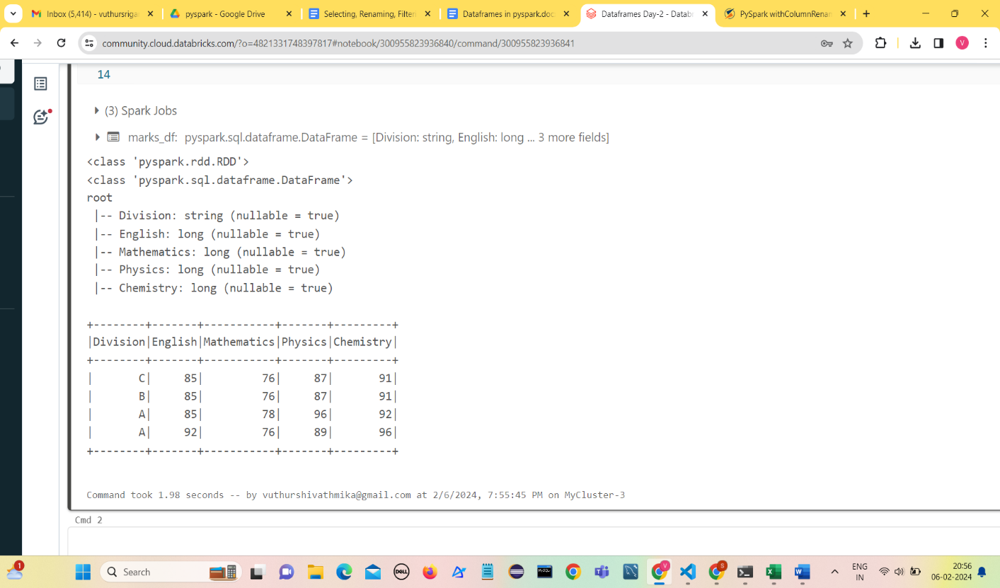 Inbox (5,414) - vuthursriga
pyspark - Google Drive
Selecting, Renaming, Filteri
Dataframes in pyspark.doc
Dataframes Day-2 - Datab
PySpark withColumnRenan
community.cloud.databricks.com/?o=4821331748397817#notebook/300955823936840/command/300955823936841
V
14
(3) Spark Jobs
marks_df: pyspark.sql.dataframe.DataFrame = [Division: string, English: long ... 3 more fields]
<class 'pyspark.rdd.RDD'>
<class 'pyspark.sql.dataframe.DataFrame'>
root
 |-- Division: string (nullable = true)
 |-- English: long (nullable = true)
 |-- Mathematics: long (nullable = true)
 |-- Physics: long (nullable = true)
 |-- Chemistry: long (nullable = true)
+--------+-------+-----------+-------+---------+
|Division|English|Mathematics|Physics|Chemistry|
+--------+-------+-----------+-------+---------+
|       C|     85|         76|     87|       91|
|       B|     85|         76|     87|       91|
|       A|     85|         78|     96|       92|
|       A|     92|         76|     89|       96|
+--------+-------+-----------+-------+---------+
Command took 1.98 seconds -- by vuthurshivathmika@gmail.com at 2/6/2024, 7:55:45 PM on MyCluster-3
Cmd 2
1
Search
DELL
V
S
ENG
IN
20:56
06-02-2024